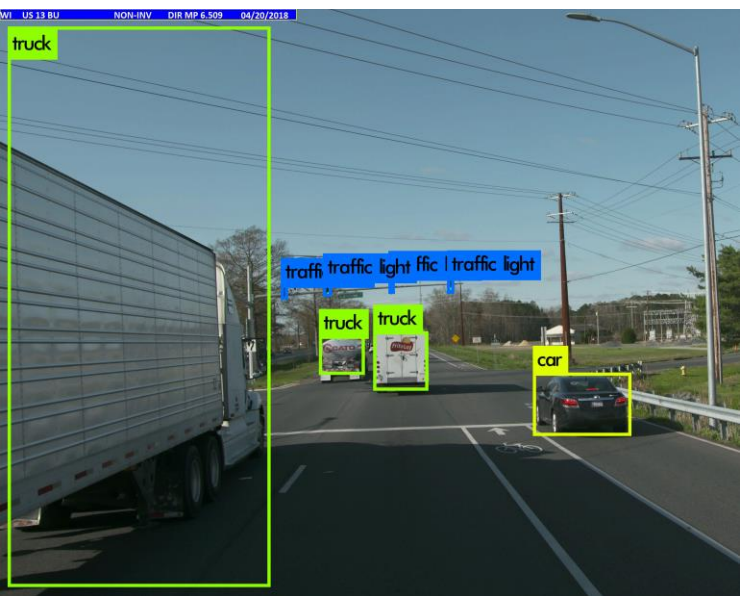 WI US 13 BU NON-INV DIR MP 6.509 04/20/2018
truck
traffi traffic light ffic l traffic light
truck
truck
car